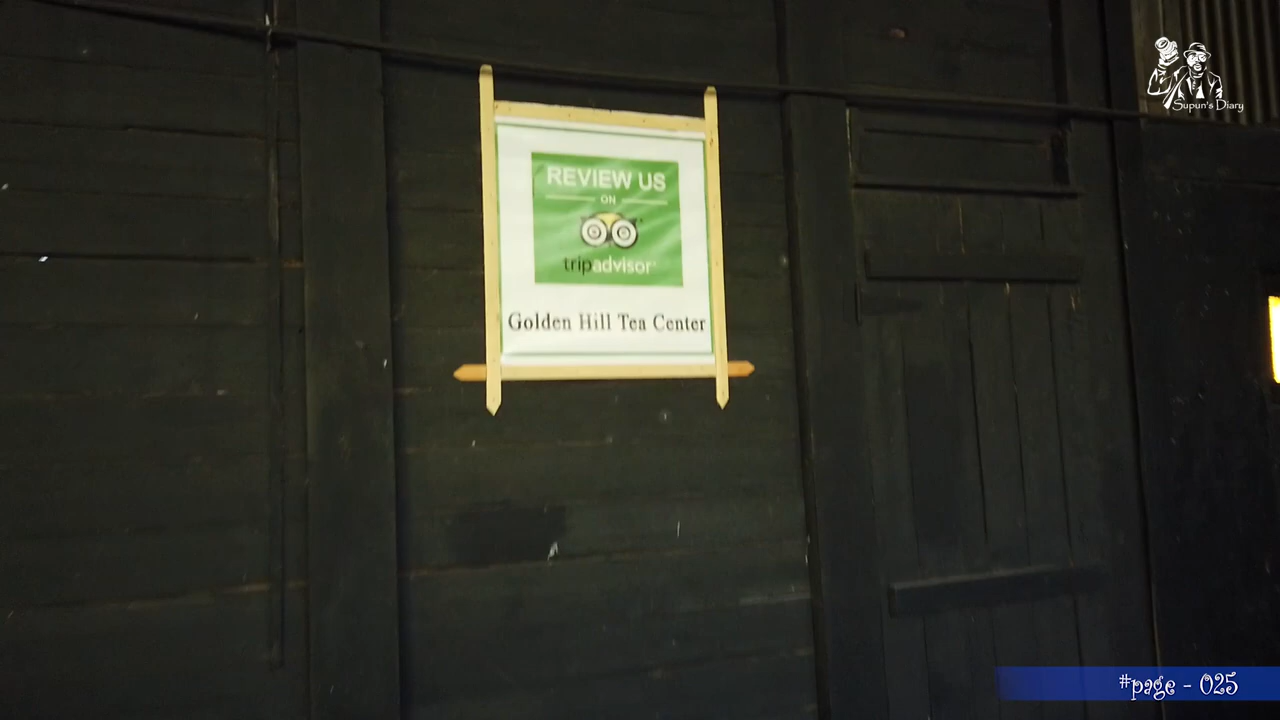 Supun's Diary
REVIEW US
ON
tripadvisor
Golden Hill Tea Center
#page - 025